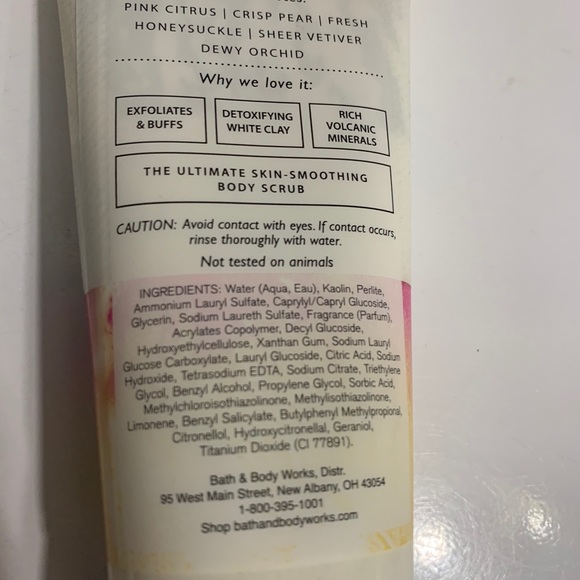 PINK CITRUS | CRISP PEAR | FRESH
HONEYSUCKLE | SHEER VETIVER
DEWY ORCHID
Why we love it:
EXFOLIATES
& BUFFS
DETOXIFYING
WHITE CLAY
RICH
VOLCANIC
MINERALS
THE ULTIMATE SKIN-SMOOTHING
BODY SCRUB
CAUTION: Avoid contact with eyes. If contact occurs,
rinse thoroughly with water.
Not tested on animals
INGREDIENTS: Water (Aqua, Eau), Kaolin, Perlite,
Ammonium Lauryl Sulfate, Caprylyl/Capryl Glucoside,
Glycerin, Sodium Laureth Sulfate, Fragrance (Parfum),
Acrylates Copolymer, Decyl Glucoside,
Hydroxyethylcellulose, Xanthan Gum, Sodium Lauryl
Glucose Carboxylate, Lauryl Glucoside, Citric Acid, Sodium
Hydroxide, Tetrasodium EDTA, Sodium Citrate, Triethylene
Glycol, Benzyl Alcohol, Propylene Glycol, Sorbic Acid,
Methylchloroisothiazolinone, Methylisothiazolinone,
Limonene, Benzyl Salicylate, Butylphenyl Methylpropional,
Citronellol, Hydroxycitronellal, Geraniol,
Titanium Dioxide (CI 77891).
Bath & Body Works, Distr.
95 West Main Street, New Albany, OH 43054
1-800-395-1001
Shop bathandbodyworks.com